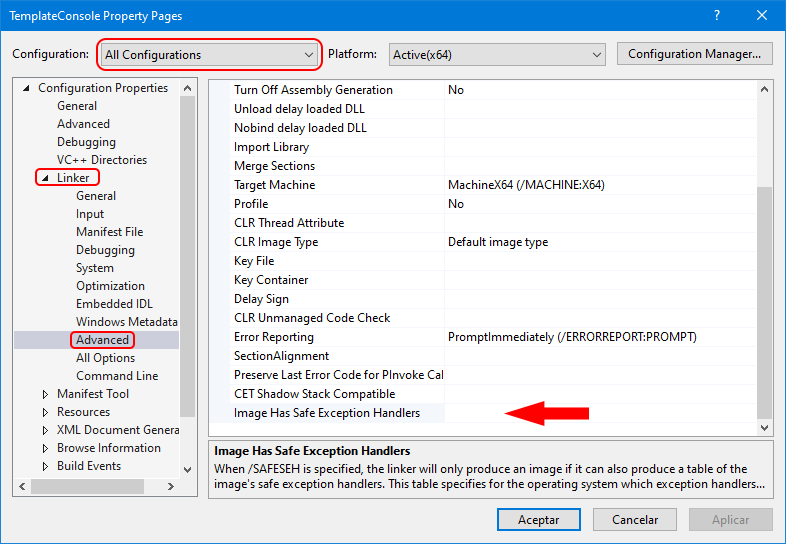 TemplateConsole Property Pages
?
Configuration: All Configurations Platform: Active(x64) Configuration Manager...
Configuration Properties
General
Advanced
Debugging
VC++ Directories
Linker
General
Input
Manifest File
Debugging
System
Optimization
Embedded IDL
Windows Metadata
Advanced
All Options
Command Line
Manifest Tool
Resources
XML Document Genera
Browse Information
Build Events
Turn Off Assembly Generation No
Unload delay loaded DLL
Nobind delay loaded DLL
Import Library
Merge Sections
Target Machine MachineX64 (/MACHINE:X64)
Profile No
CLR Thread Attribute
CLR Image Type Default image type
Key File
Key Container
Delay Sign
CLR Unmanaged Code Check
Error Reporting PromptImmediately (/ERRORREPORT:PROMPT)
SectionAlignment
Preserve Last Error Code for PInvoke Cal
CET Shadow Stack Compatible
Image Has Safe Exception Handlers
Image Has Safe Exception Handlers
When /SAFESEH is specified, the linker will only produce an image if it can also produce a table of the
image's safe exception handlers. This table specifies for the operating system which exception handlers...
Aceptar Cancelar Aplicar